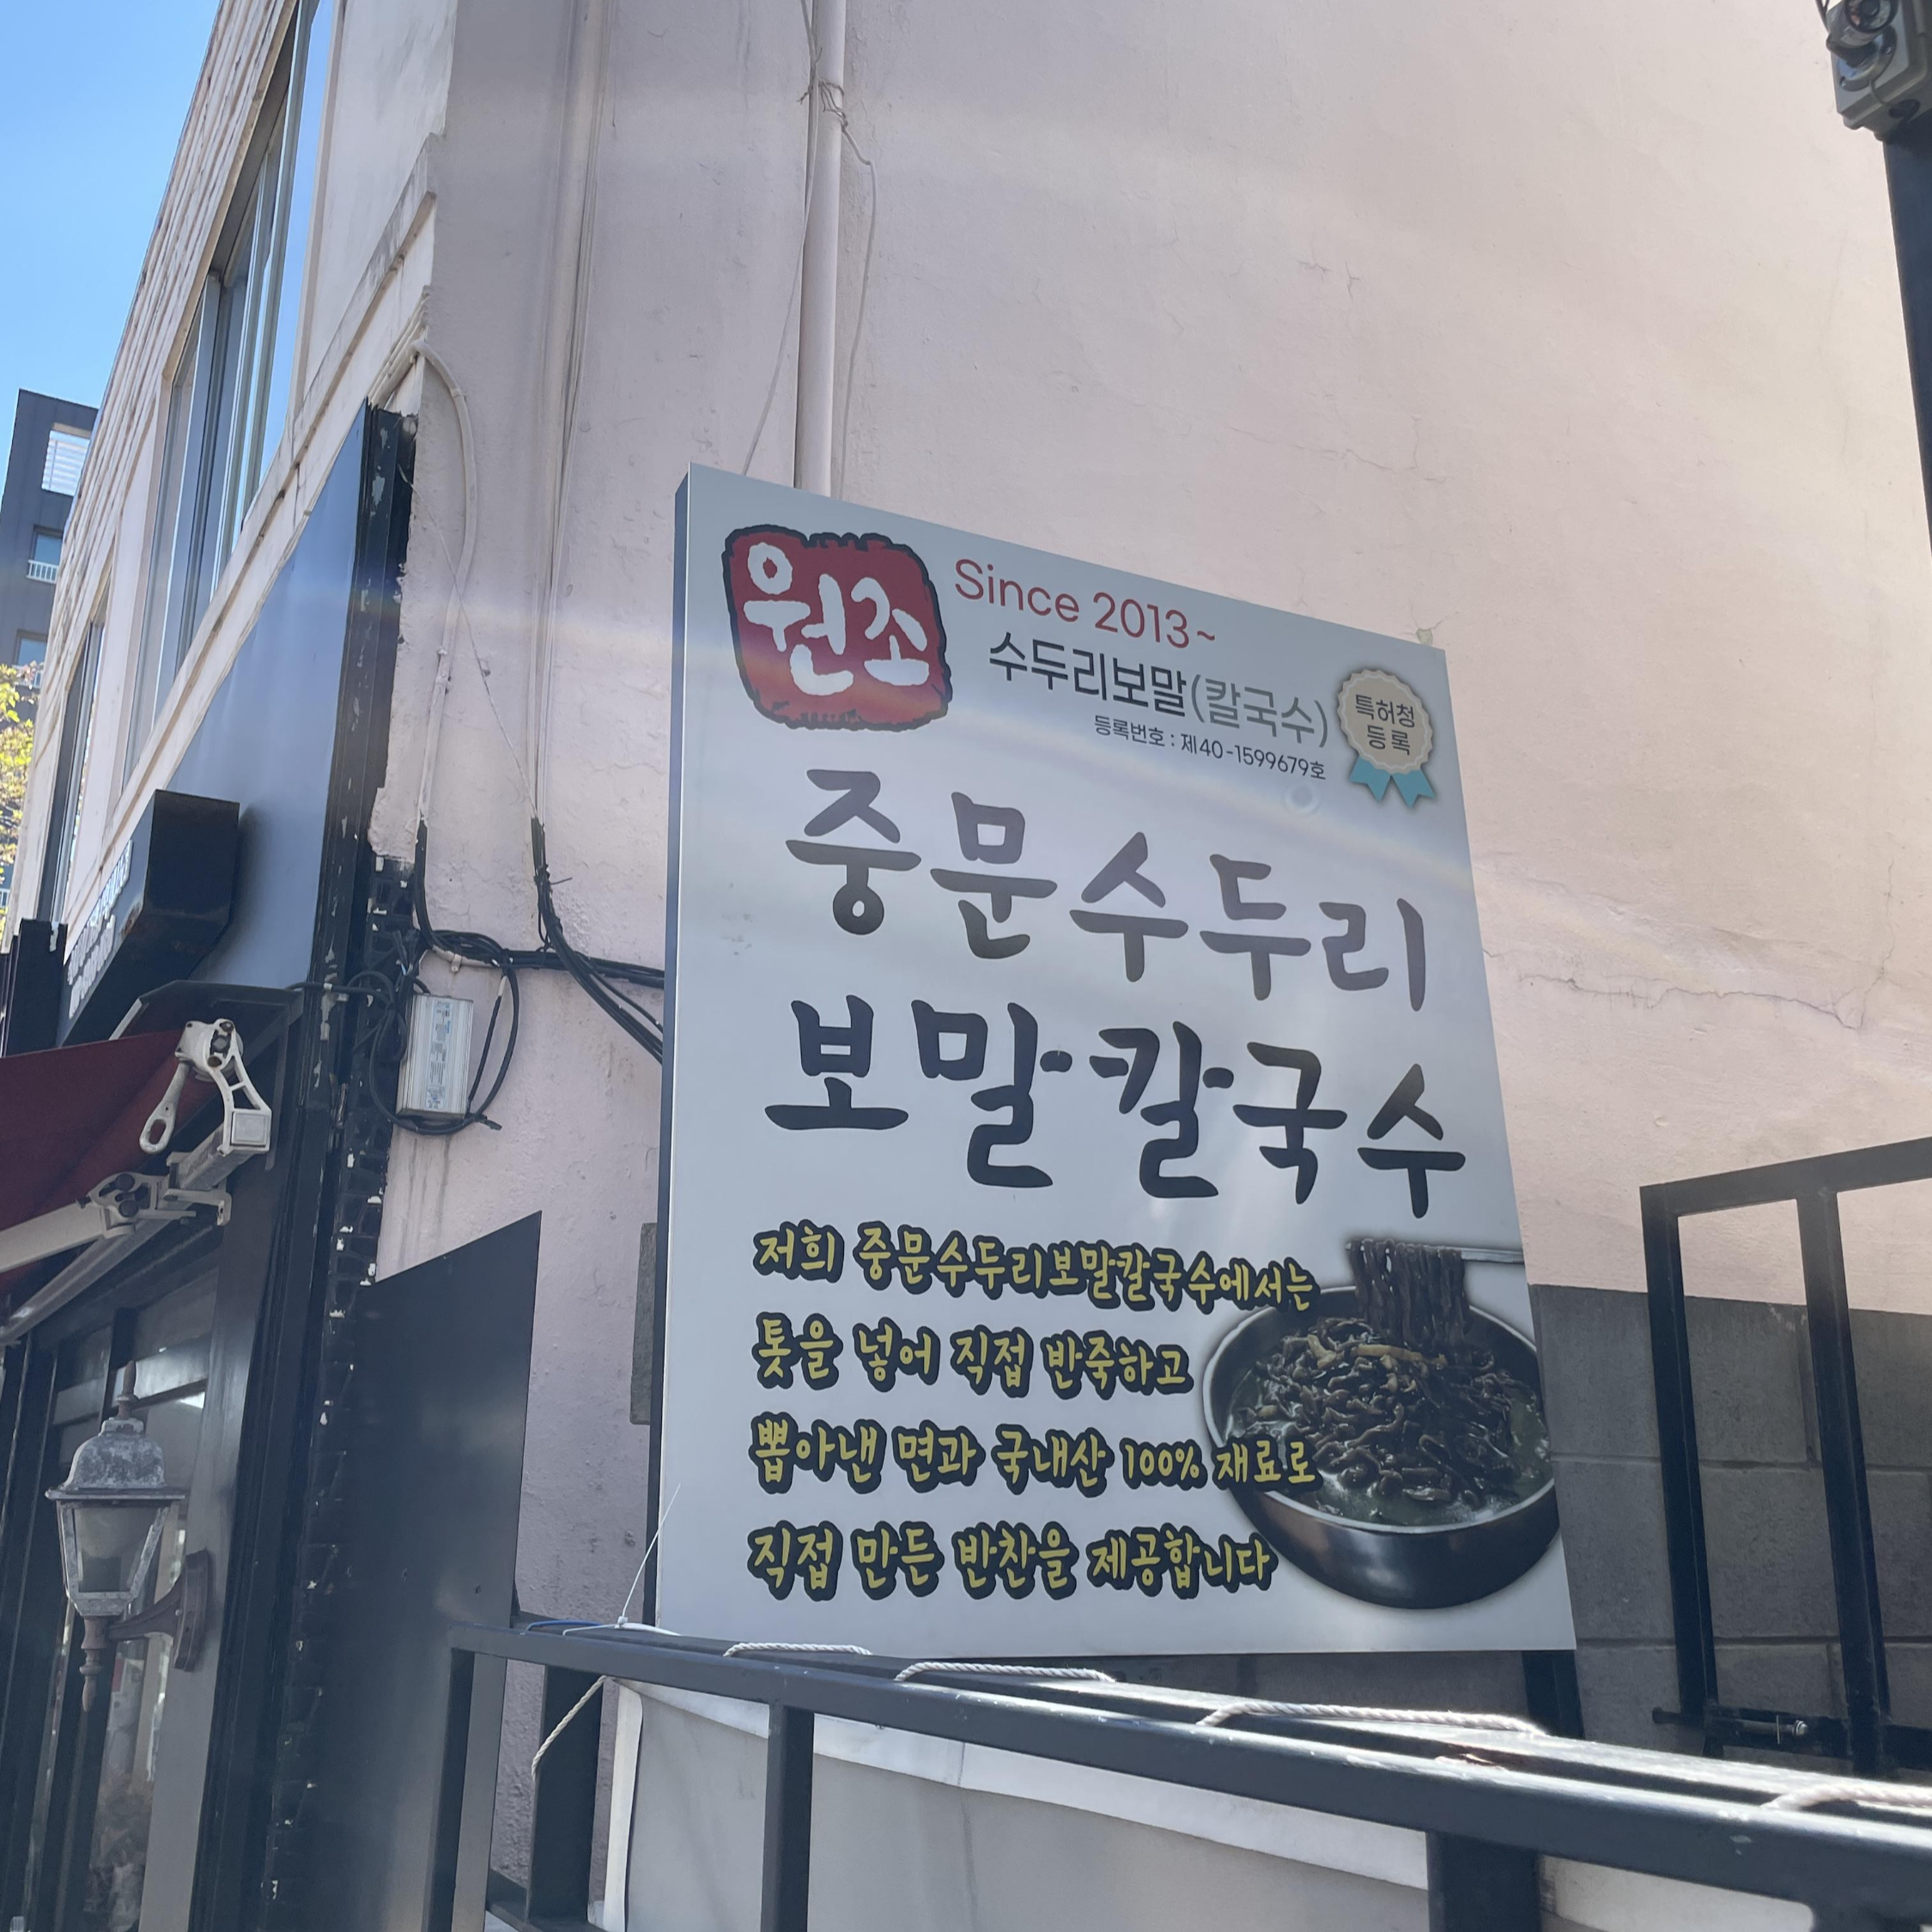 원조
Since 2013~
수두리보말(칼국수)
등록번호 : 제40-1599679호
특허청
등록
중문수두리
보말칼국수
저희 중문수두리보말칼국수에서는
톳을 넣어 직접 반죽하고
뽑아낸 면과 국내산 100% 재료로
직접 만든 반찬을 제공합니다